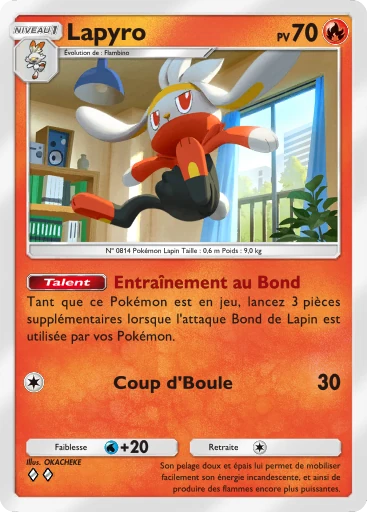 NIVEAU 1
Lapyro
PV 70
Évolution de : Flambino
N° 0814 Pokémon Lapin Taille : 0,6 m Poids : 9,0 kg
Talent Entraînement au Bond
Tant que ce Pokémon est en jeu, lancez 3 pièces
supplémentaires lorsque l'attaque Bond de Lapin est
utilisée par vos Pokémon.
Coup d'Boule 30
Faiblesse +20 Retraite
Illus. OKACHEKE
Son pelage doux et épais lui permet de mobiliser
facilement son énergie incandescente, et ainsi de
produire des flammes encore plus puissantes.